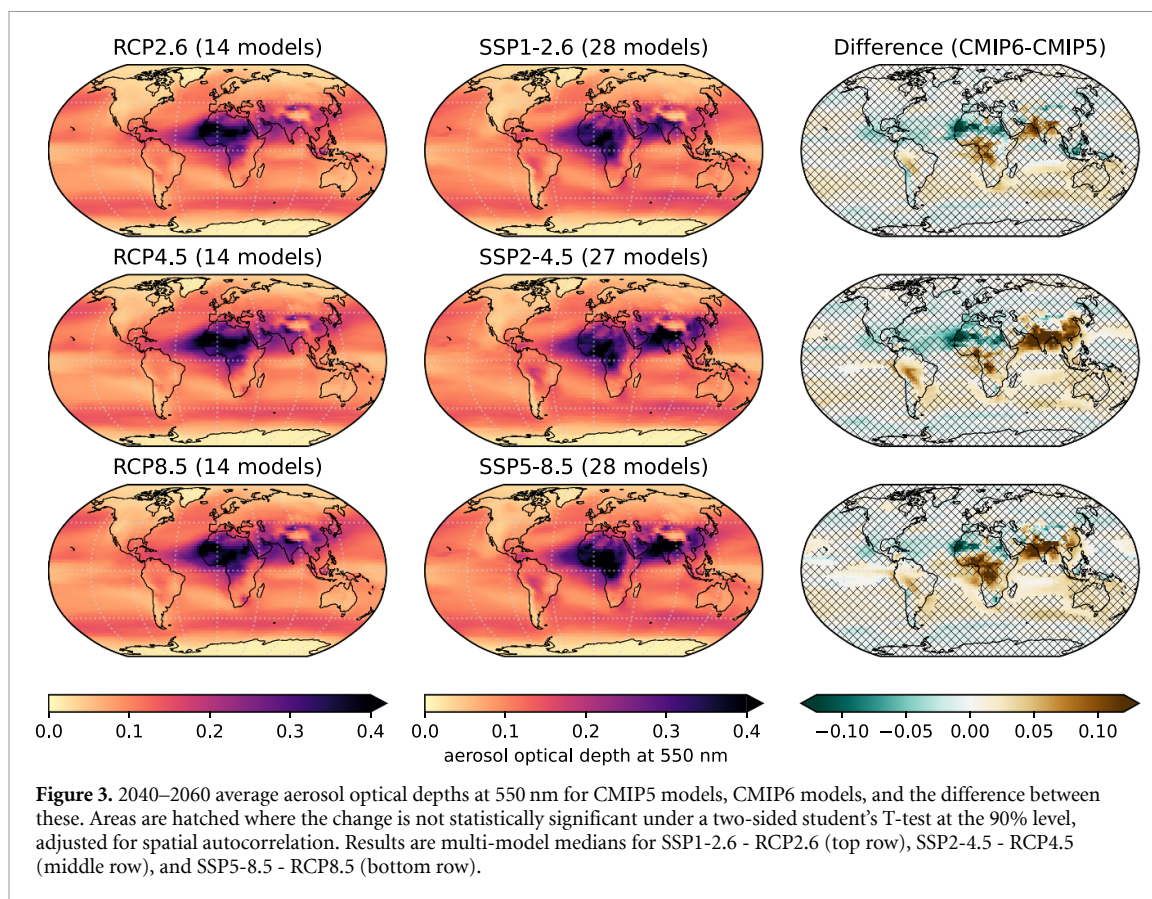 RCP2.6 (14 models)
SSP1-2.6 (28 models)
Difference (CMIP6-CMIP5)
RCP4.5 (14 models)
SSP2-4.5 (27 models)
RCP8.5 (14 models)
SSP5-8.5 (28 models)
0.0 0.1 0.2 0.3 0.4
0.0 0.1 0.2 0.3 0.4
−0.10 −0.05 0.00 0.05 0.10
aerosol optical depth at 550 nm
Figure 3. 2040–2060 average aerosol optical depths at 550 nm for CMIP5 models, CMIP6 models, and the difference between
these. Areas are hatched where the change is not statistically significant under a two-sided student's T-test at the 90% level,
adjusted for spatial autocorrelation. Results are multi-model medians for SSP1-2.6 - RCP2.6 (top row), SSP2-4.5 - RCP4.5
(middle row), and SSP5-8.5 - RCP8.5 (bottom row).